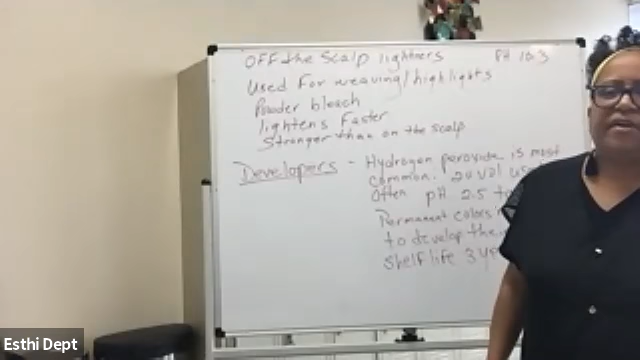 OFF the Scalp lightners PH 10.3
Used For weaving/highlights
Powder bleach
lightens Faster
Stronger than on the scalp
Developers - Hydrogen peroxide is most
common. 20 vol
Often pH 2.5 to
Permanent colors
to develop the
Shelf life 3
Esthi Dept